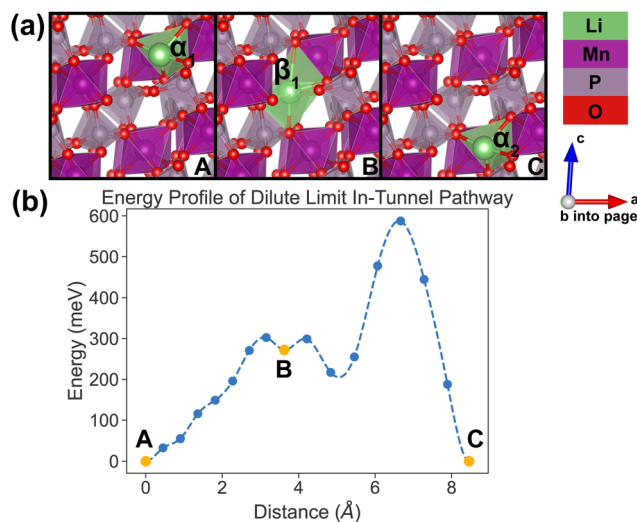 (a)
α1
A
β1
B
α2
C
Li
Mn
P
O
c
a
b into page
(b)
Energy Profile of Dilute Limit In-Tunnel Pathway
Energy (meV)
600
500
400
300
200
100
0
A
B
C
0
2
4
6
8
Distance (Å)